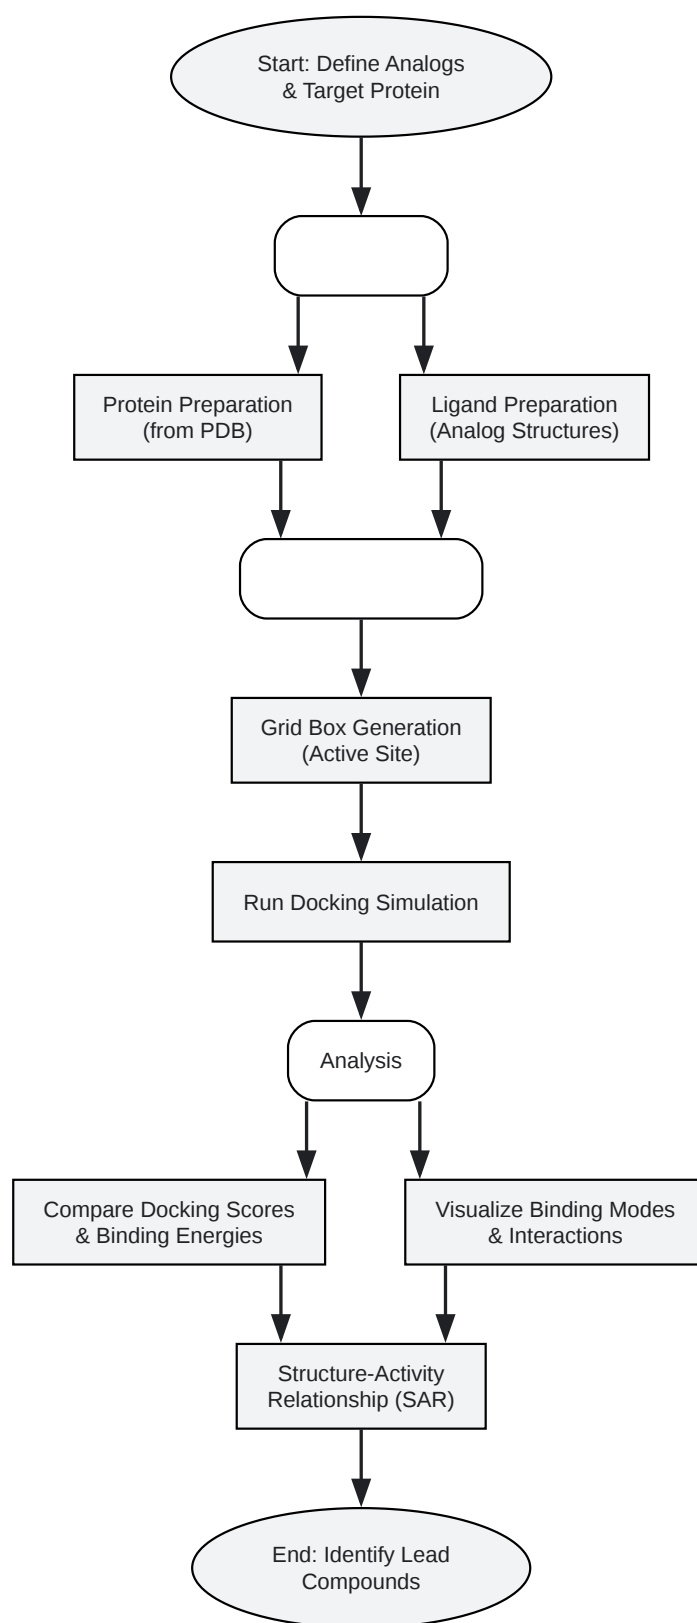 Start: Define Analogs
& Target Protein
Protein Preparation
(from PDB)
Ligand Preparation
(Analog Structures)
Grid Box Generation
(Active Site)
Run Docking Simulation
Analysis
Compare Docking Scores
& Binding Energies
Visualize Binding Modes
& Interactions
Structure-Activity
Relationship (SAR)
End: Identify Lead
Compounds